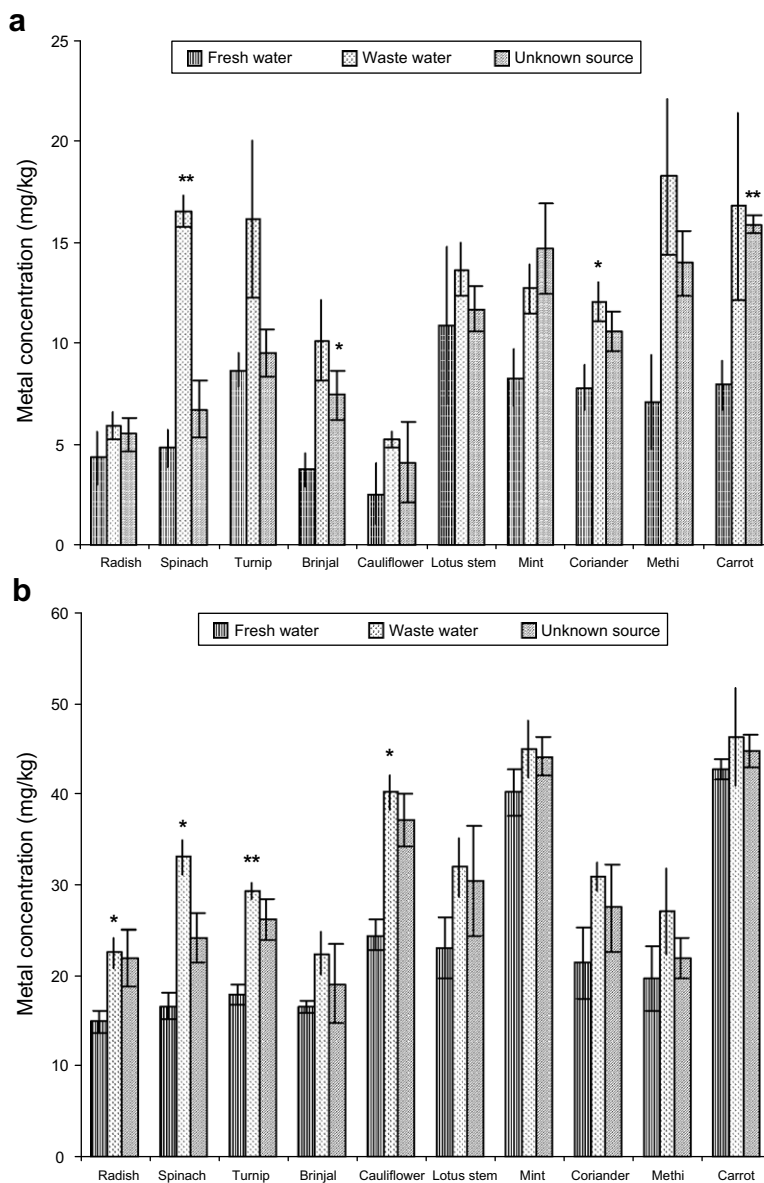 a
25
Fresh water Waste water Unknown source
20
15
10
5
0
Metal concentration (mg/kg)
** * * **
Radish Spinach Turnip Brinjal Cauliflower Lotus stem Mint Coriander Methi Carrot
b
60
Fresh water Waste water Unknown source
50
40
30
20
10
0
Metal concentration (mg/kg)
* * ** *
Radish Spinach Turnip Brinjal Cauliflower Lotus stem Mint Coriander Methi Carrot